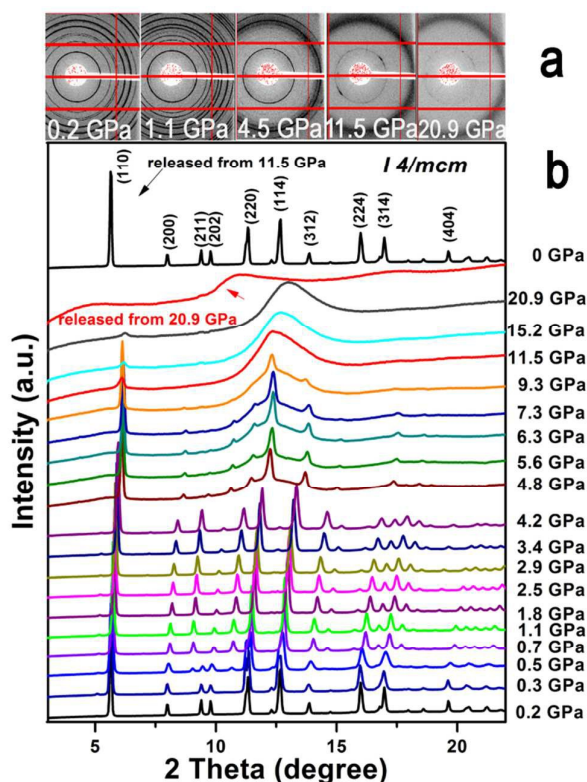 a
0.2 GPa 1.1 GPa 4.5 GPa 11.5 GPa 20.9 GPa
b
released from 11.5 GPa
I 4/mcm
(110) (200) (211) (202) (220) (114) (312) (224) (314) (404)
0 GPa
released from 20.9 GPa
20.9 GPa
15.2 GPa
11.5 GPa
9.3 GPa
7.3 GPa
6.3 GPa
5.6 GPa
4.8 GPa
4.2 GPa
3.4 GPa
2.9 GPa
2.5 GPa
1.8 GPa
1.1 GPa
0.7 GPa
0.5 GPa
0.3 GPa
0.2 GPa
Intensity (a.u.)
5 10 15 20
2 Theta (degree)